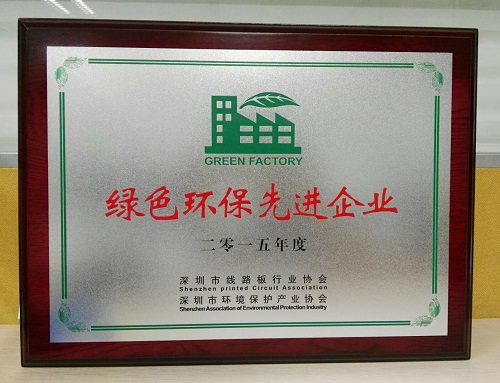 GREEN FACTORY
绿色环保先进企业
二零一五年度
深圳市线路板行业协会
Shenzhen printed Circuit Association
深圳市环境保护产业协会
Shenzhen Association of Environmental Protection Industry